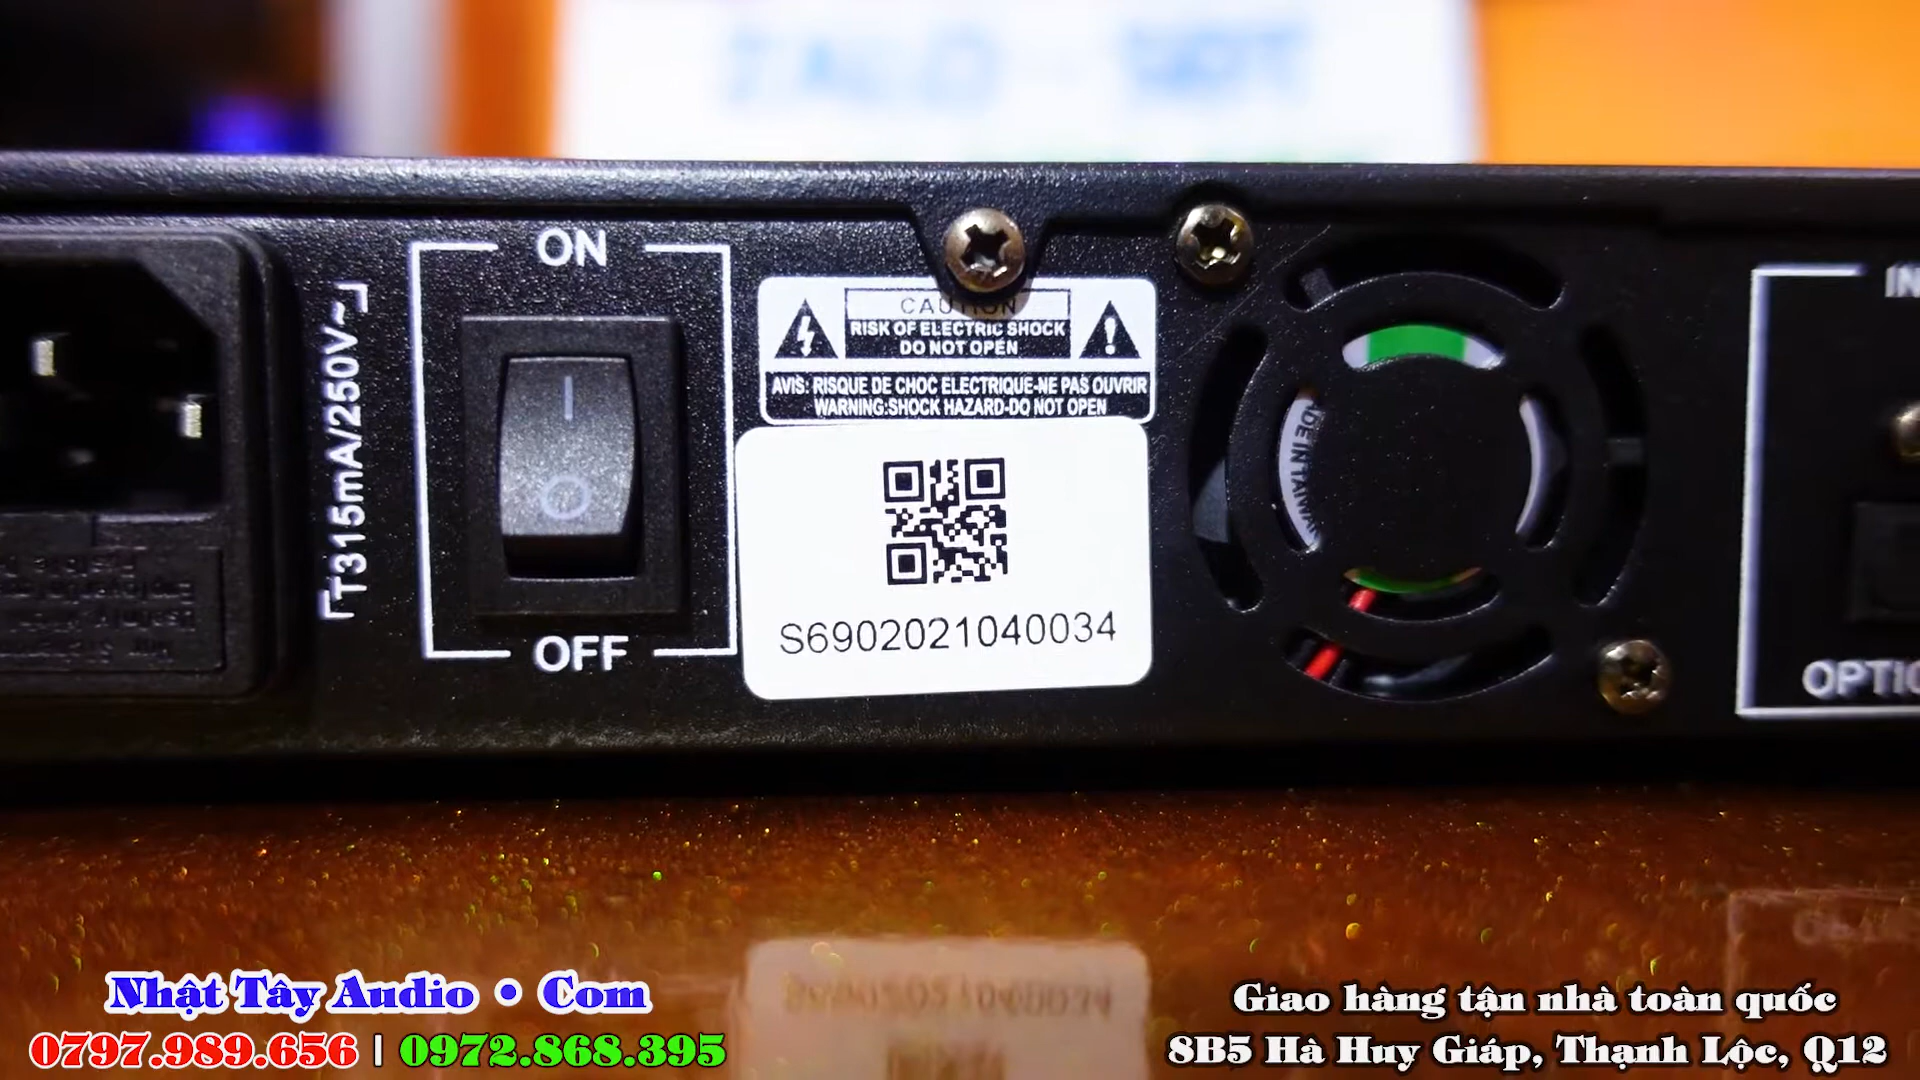 ZALO
ON
T315mA/250V~
OFF
CAUTION
RISK OF ELECTRIC SHOCK
DO NOT OPEN
AVIS: RISQUE DE CHOC ELECTRIQUE-NE PAS OUVRIR
WARNING:SHOCK HAZARD-DO NOT OPEN
S6902021040034
Nhật Tây Audio • Com
0797.989.656 | 0972.868.395
Giao hàng tận nhà toàn quốc
8B5 Hà Huy Giáp, Thạnh Lộc, Q12